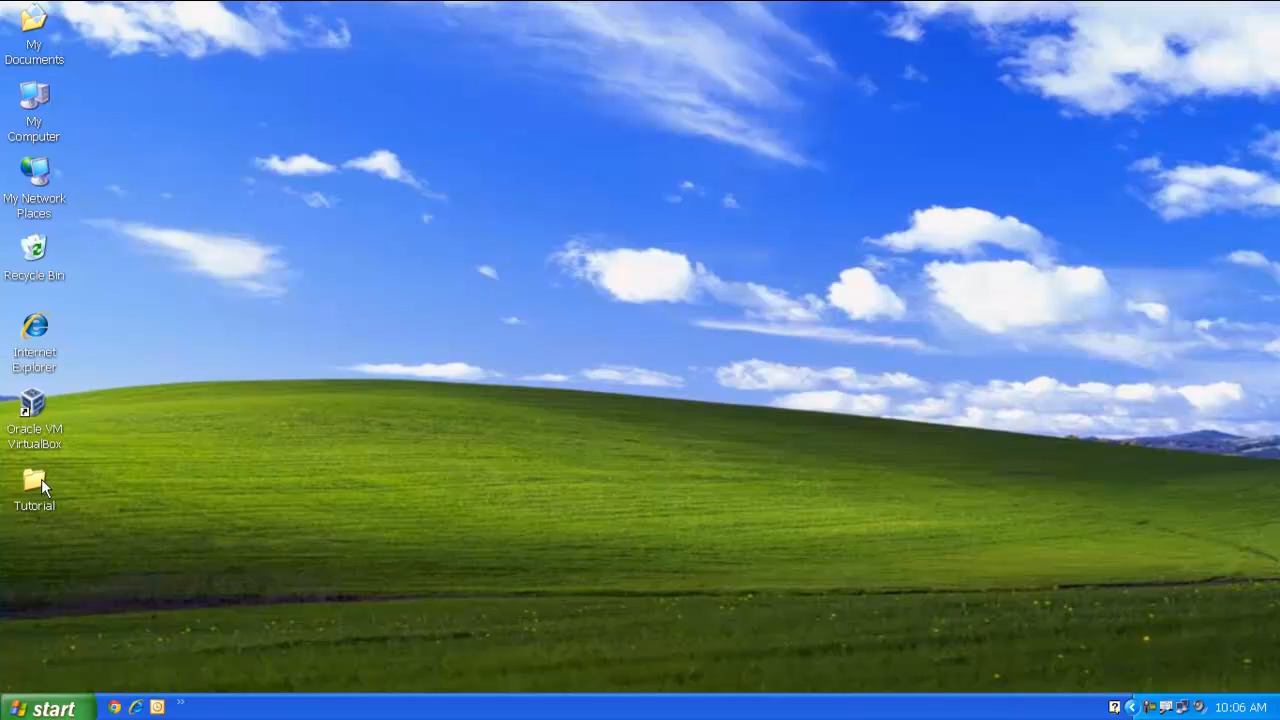 My
Documents
My
Computer
My Network
Places
Recycle Bin
Internet
Explorer
Oracle VM
VirtualBox
Tutorial
start
10:06 AM